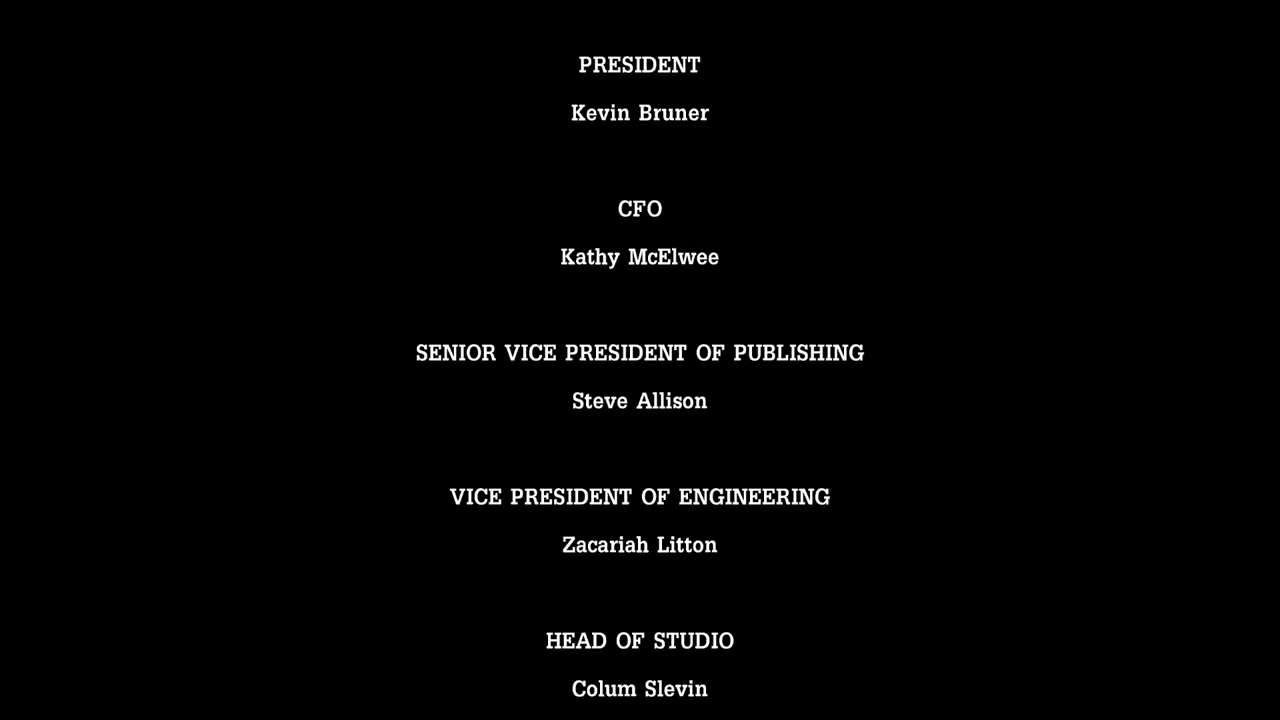 PRESIDENT
Kevin Bruner
CFO
Kathy McElwee
SENIOR VICE PRESIDENT OF PUBLISHING
Steve Allison
VICE PRESIDENT OF ENGINEERING
Zacariah Litton
HEAD OF STUDIO
Colum Slevin